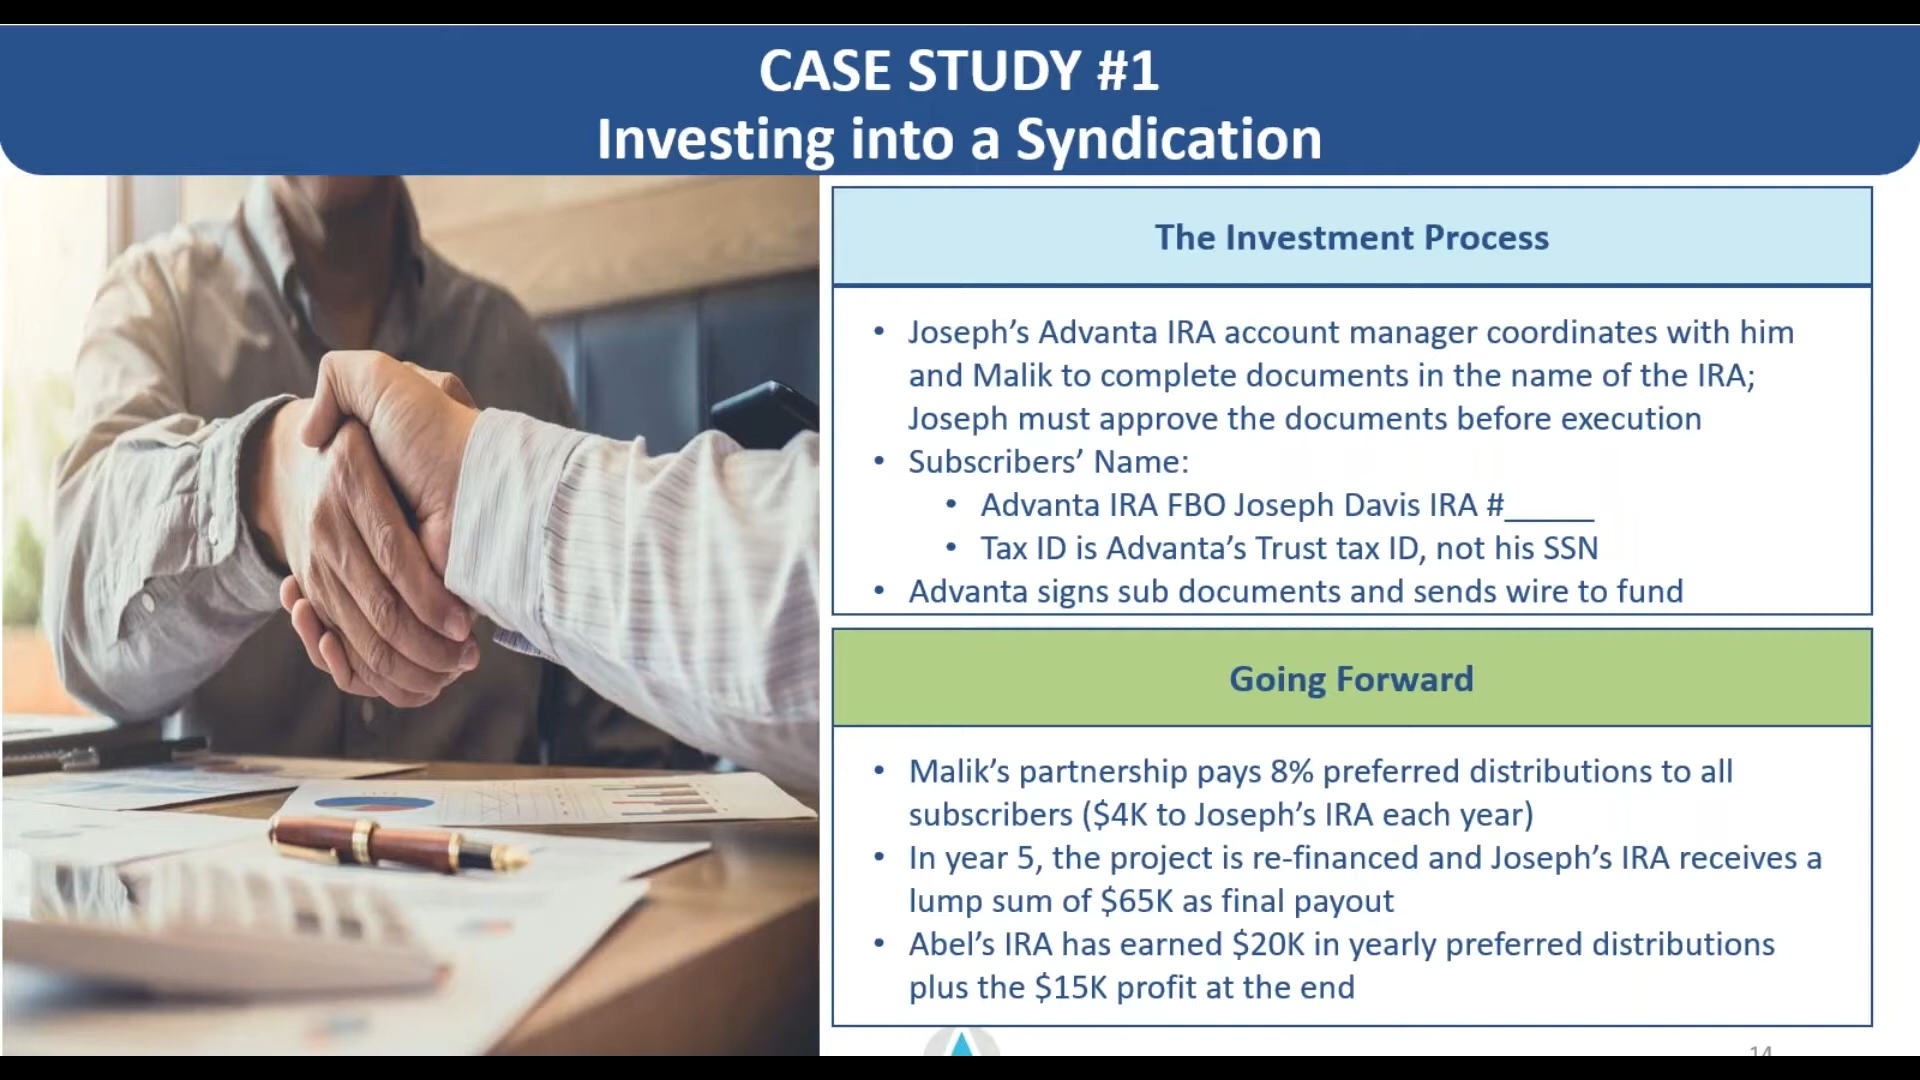 CASE STUDY #1
Investing into a Syndication
The Investment Process
• Joseph’s Advanta IRA account manager coordinates with him
and Malik to complete documents in the name of the IRA;
Joseph must approve the documents before execution
• Subscribers’ Name:
• Advanta IRA FBO Joseph Davis IRA #_____
• Tax ID is Advanta’s Trust tax ID, not his SSN
• Advanta signs sub documents and sends wire to fund
Going Forward
• Malik’s partnership pays 8% preferred distributions to all
subscribers ($4K to Joseph’s IRA each year)
• In year 5, the project is re-financed and Joseph’s IRA receives a
lump sum of $65K as final payout
• Abel’s IRA has earned $20K in yearly preferred distributions
plus the $15K profit at the end
14